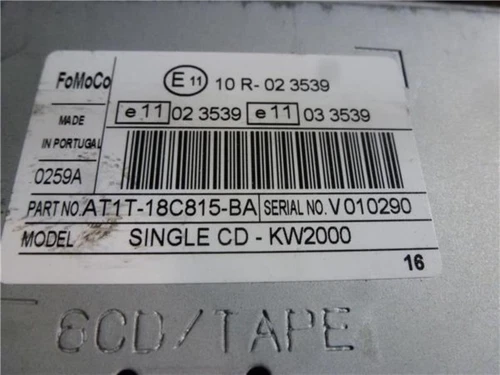 FoMoCo E 11 10 R- 02 3539
MADE IN PORTUGAL e 11 02 3539 e 11 03 3539
0259A
PART NO. AT1T-18C815-BA SERIAL NO. V 010290
MODEL SINGLE CD - KW2000
16
6CD/TAPE